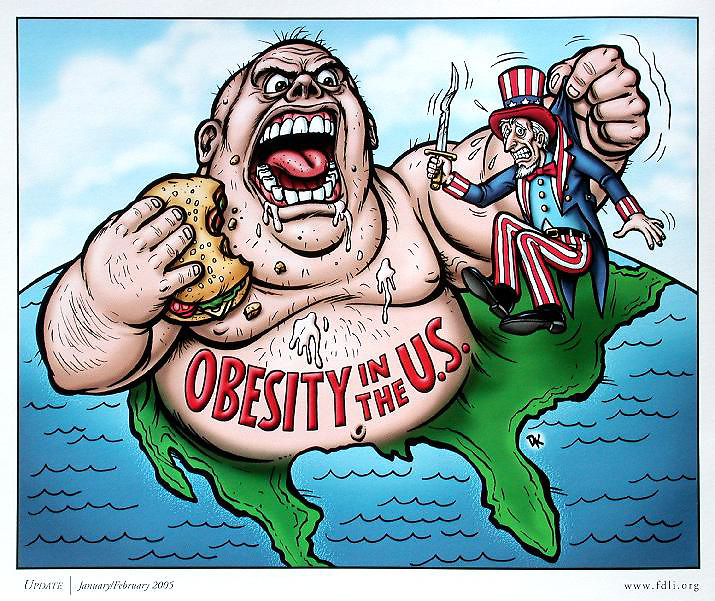 OBESITY IN THE U.S.
DK
UPDATE | January/February 2005
www.fdli.org